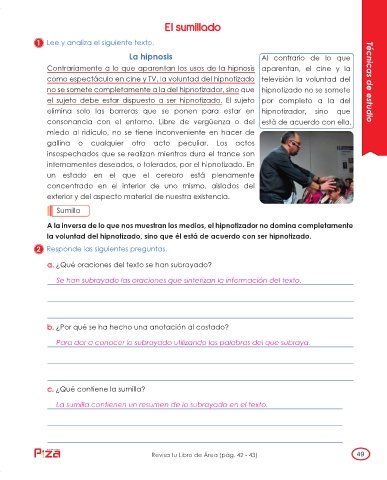 El sumillado
1 Lee y analiza el siguiente texto.
La hipnosis
Contrariamente a lo que aparentan los usos de la hipnosis
como espectáculo en cine y TV, la voluntad del hipnotizado
no se somete completamente a la del hipnotizador, sino que
el sujeto debe estar dispuesto a ser hipnotizado. El sujeto
elimina solo las barreras que se ponen para estar en
consonancia con el entorno. Libre de vergüenza o del
miedo al ridículo, no se tiene inconveniente en hacer de
gallina o cualquier otro acto peculiar. Los actos
insospechados que se realizan mientras dura el trance son
internamente deseados, o tolerados, por el hipnotizado. En
un estado en el que el cerebro está plenamente
concentrado en el interior de uno mismo, aislados del
exterior y del aspecto material de nuestra existencia.
Al contrario de lo que
aparentan, el cine y la
televisión la voluntad del
hipnotizado no se somete
por completo a la del
hipnotizador, sino que
está de acuerdo con ella.
Técnicas de estudio
Sumilla
A la inversa de lo que nos muestran los medios, el hipnotizador no domina completamente
la voluntad del hipnotizado, sino que él está de acuerdo con ser hipnotizado.
2 Responde las siguientes preguntas.
a. ¿Qué oraciones del texto se han subrayado?
Se han subrayado las oraciones que sintetizan la información del texto.
b. ¿Por qué se ha hecho una anotación al costado?
Para dar a conocer lo subrayado utilizando las palabras del que subraya.
c. ¿Qué contiene la sumilla?
La sumilla contienen un resumen de lo subrayado en el texto.
Pizá
Revisa tu Libro de Área (pág. 42 - 43)
49